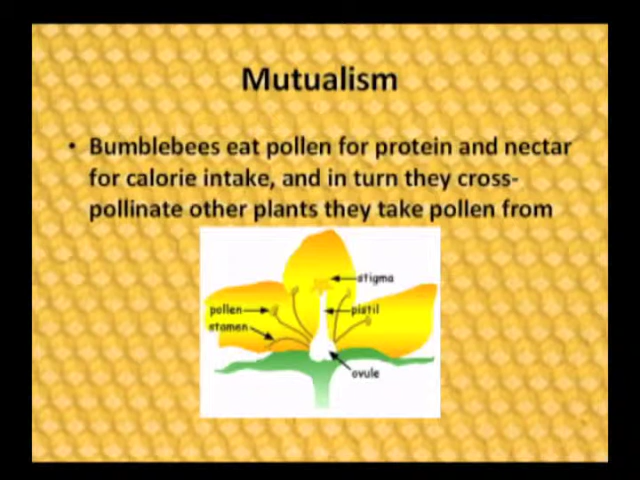 Mutualism
• Bumblebees eat pollen for protein and nectar
for calorie intake, and in turn they cross-
pollinate other plants they take pollen from
stigma
pollen
pistil
stamen
ovule